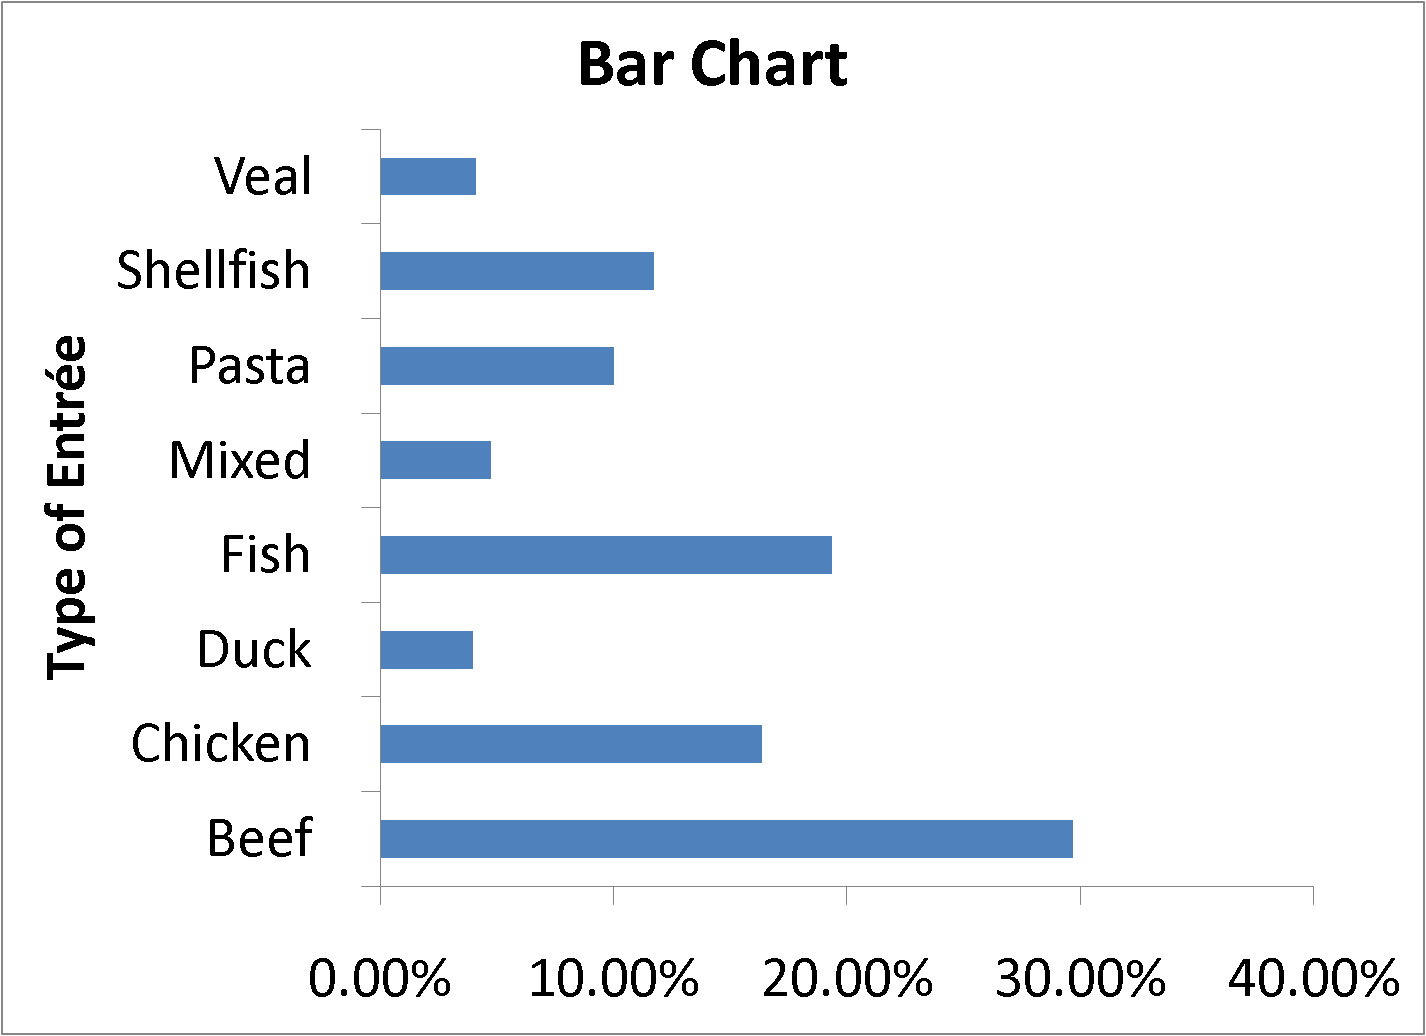 Bar Chart
Type of Entrée
Veal
Shellfish
Pasta
Mixed
Fish
Duck
Chicken
Beef
0.00% 10.00% 20.00% 30.00% 40.00%